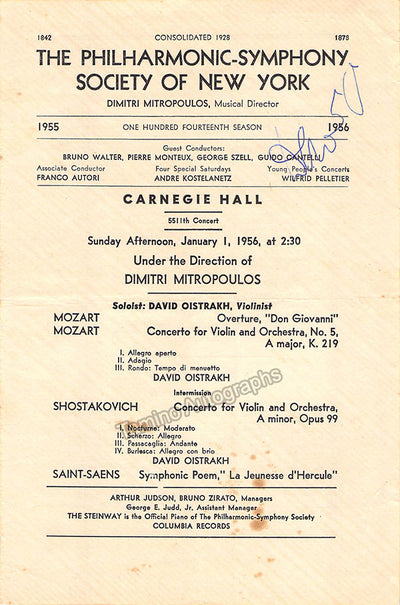 1842 CONSOLIDATED 1928 1878
THE PHILHARMONIC-SYMPHONY
SOCIETY OF NEW YORK
DIMITRI MITROPOULOS, Musical Director
1955 ONE HUNDRED FOURTEENTH SEASON 1956
Guest Conductors:
BRUNO WALTER, PIERRE MONTEUX, GEORGE SZELL, GUIDO CANTELLI
Associate Conductor Four Special Saturdays Young People's Concerts
FRANCO AUTORI ANDRE KOSTELANETZ WILFRID PELLETIER
CARNEGIE HALL
5511th Concert
Sunday Afternoon, January 1, 1956, at 2:30
Under the Direction of
DIMITRI MITROPOULOS
Soloist: DAVID OISTRAKH, Violinist
MOZART Overture, "Don Giovanni"
MOZART Concerto for Violin and Orchestra, No. 5,
A major, K. 219
I. Allegro aperto
II. Adagio
III. Rondo: Tempo di menuetto
DAVID OISTRAKH
Intermission
Tamino Autographs
SHOSTAKOVICH Concerto for Violin and Orchestra,
A minor, Opus 99
I. Nocturne: Moderato
II. Scherzo: Allegro
III. Passacaglia: Andante
IV. Burlesca: Allegro con brio
DAVID OISTRAKH
SAINT-SAENS Symphonic Poem," La Jeunesse d'Hercule"
ARTHUR JUDSON, BRUNO ZIRATO, Managers
George E. Judd, Jr. Assistant Manager
THE STEINWAY is the Official Piano of The Philharmonic-Symphony Society
COLUMBIA RECORDS